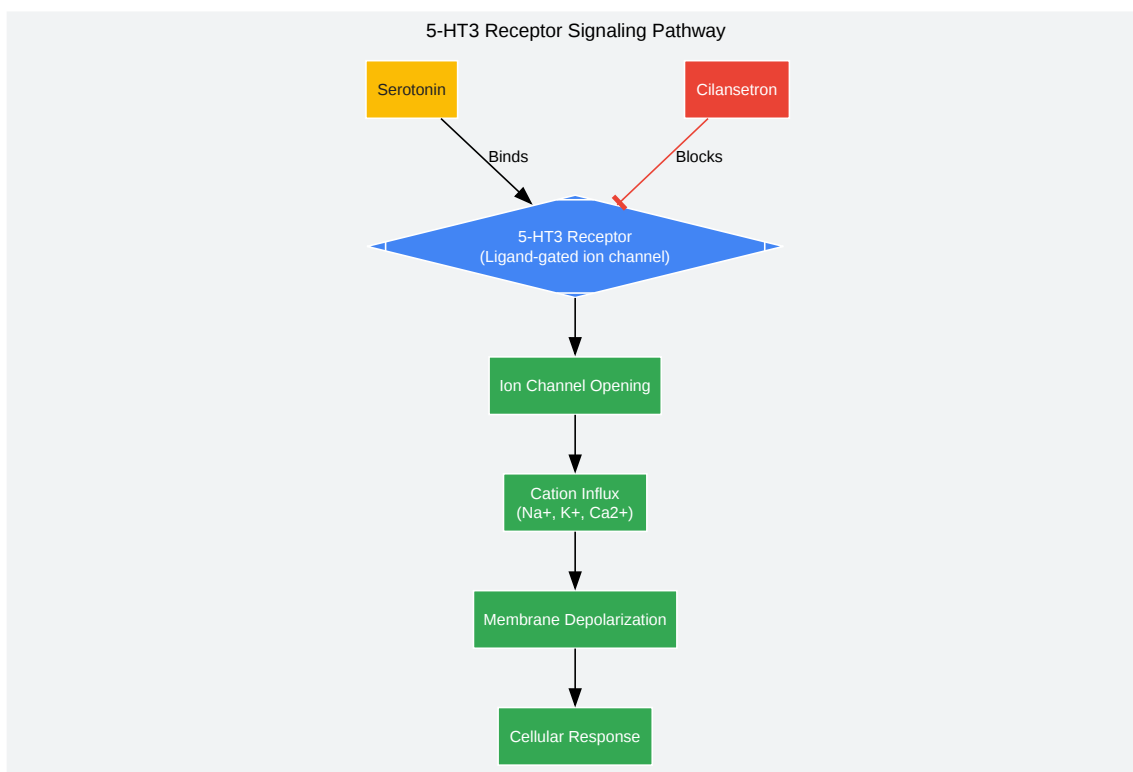 5-HT3 Receptor Signaling Pathway
Serotonin
Cilansetron
Binds
Blocks
5-HT3 Receptor
(Ligand-gated ion channel)
Ion Channel Opening
Cation Influx
(Na+, K+, Ca2+)
Membrane Depolarization
Cellular Response